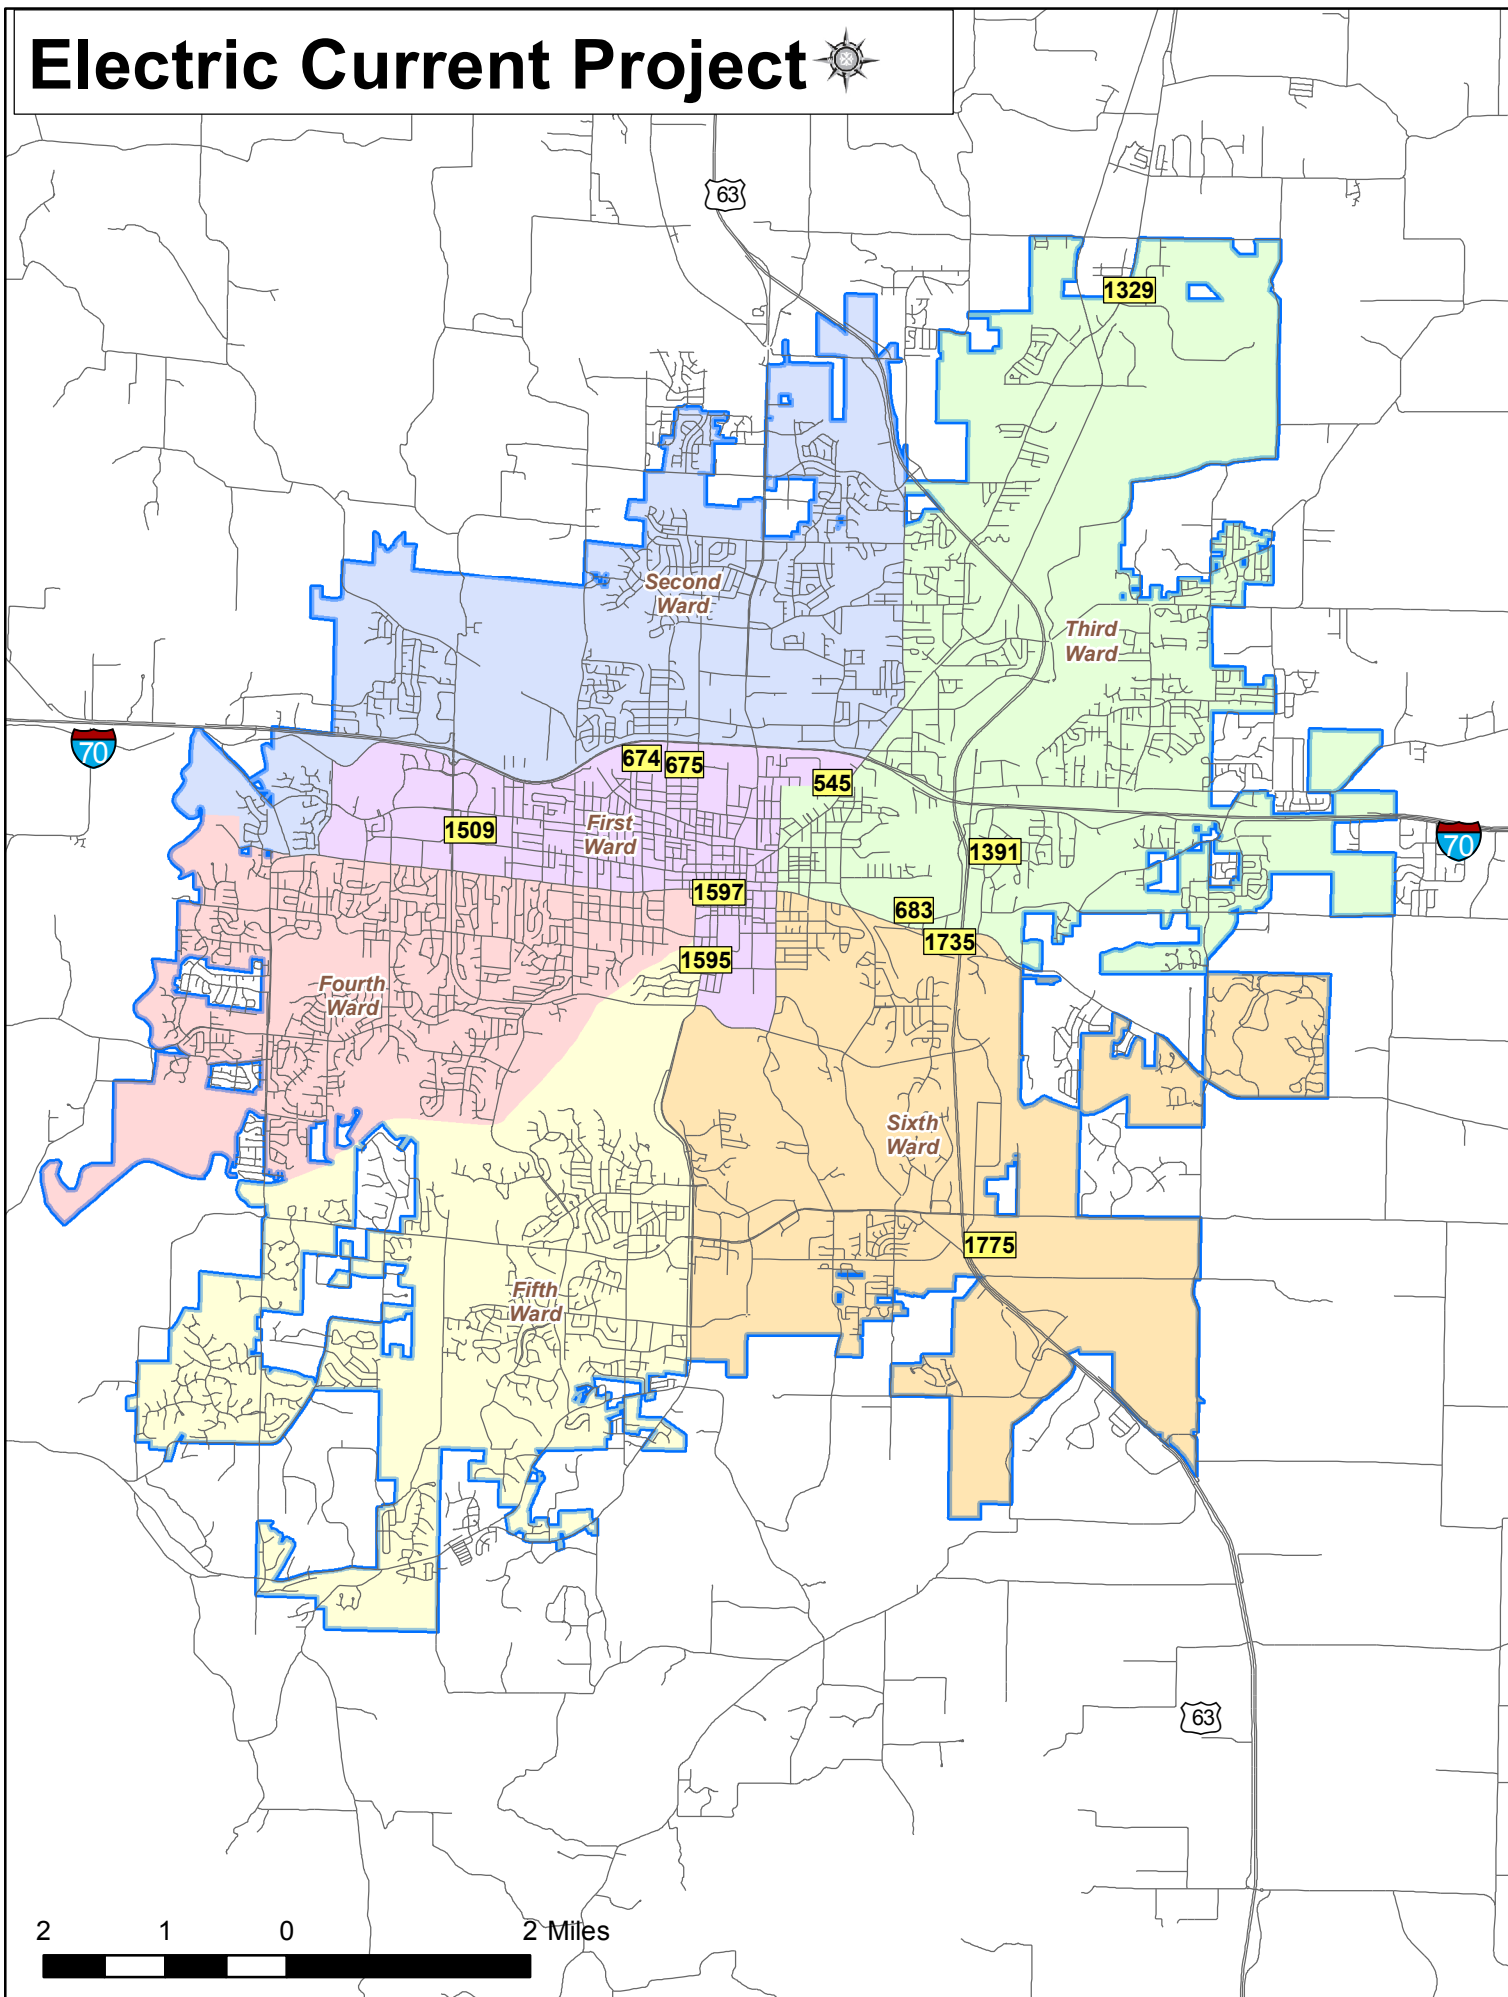 Electric Current Project
63
1329
Second
Ward
Third
Ward
70
674
675
545
1509
First
Ward
1391
70
1597
683
1735
1595
Fourth
Ward
Sixth
Ward
1775
Fifth
Ward
63
2 1 0 2 Miles